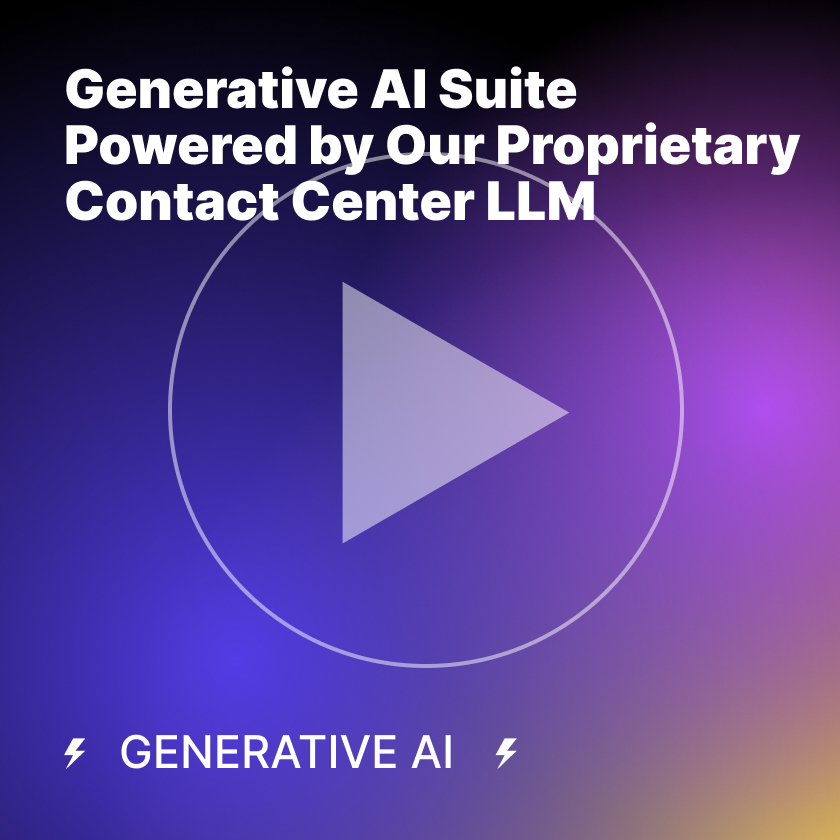 Generative AI Suite
Powered by Our Proprietary
Contact Center LLM
GENERATIVE AI